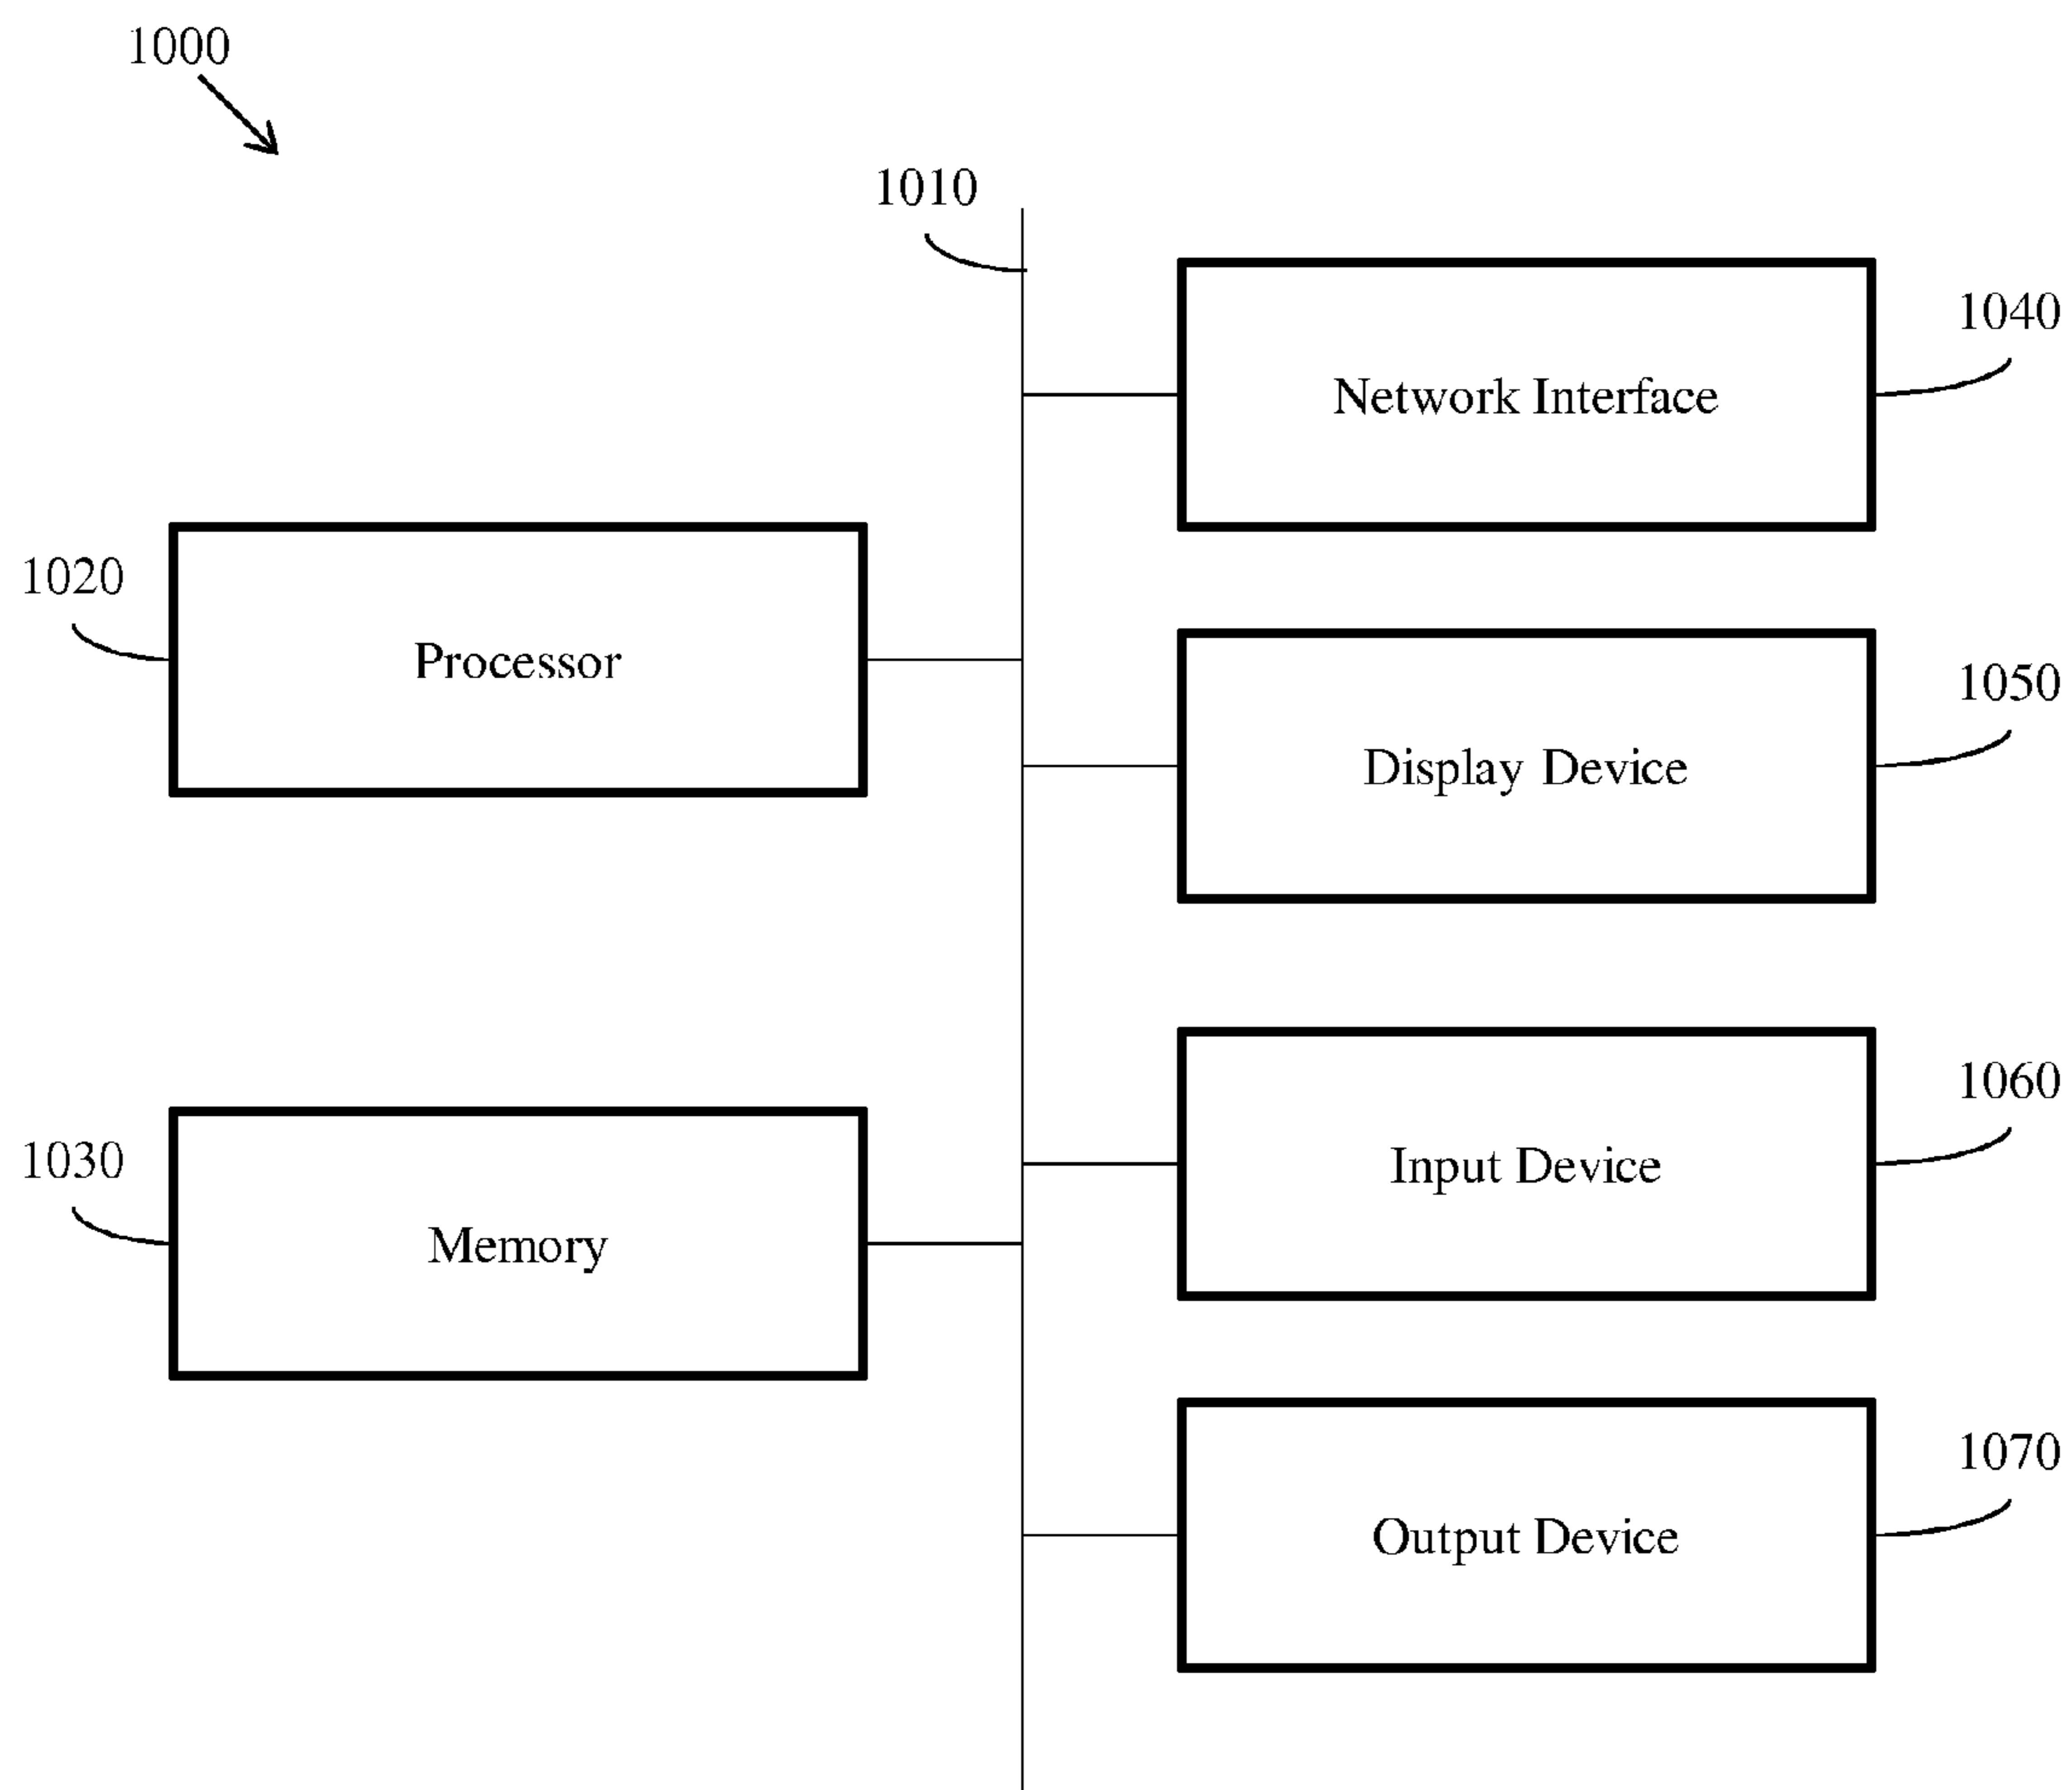 1000
1010
1040
Network Interface
1020
Processor
1050
Display Device
1060
Input Device
1030
Memory
1070
Output Device